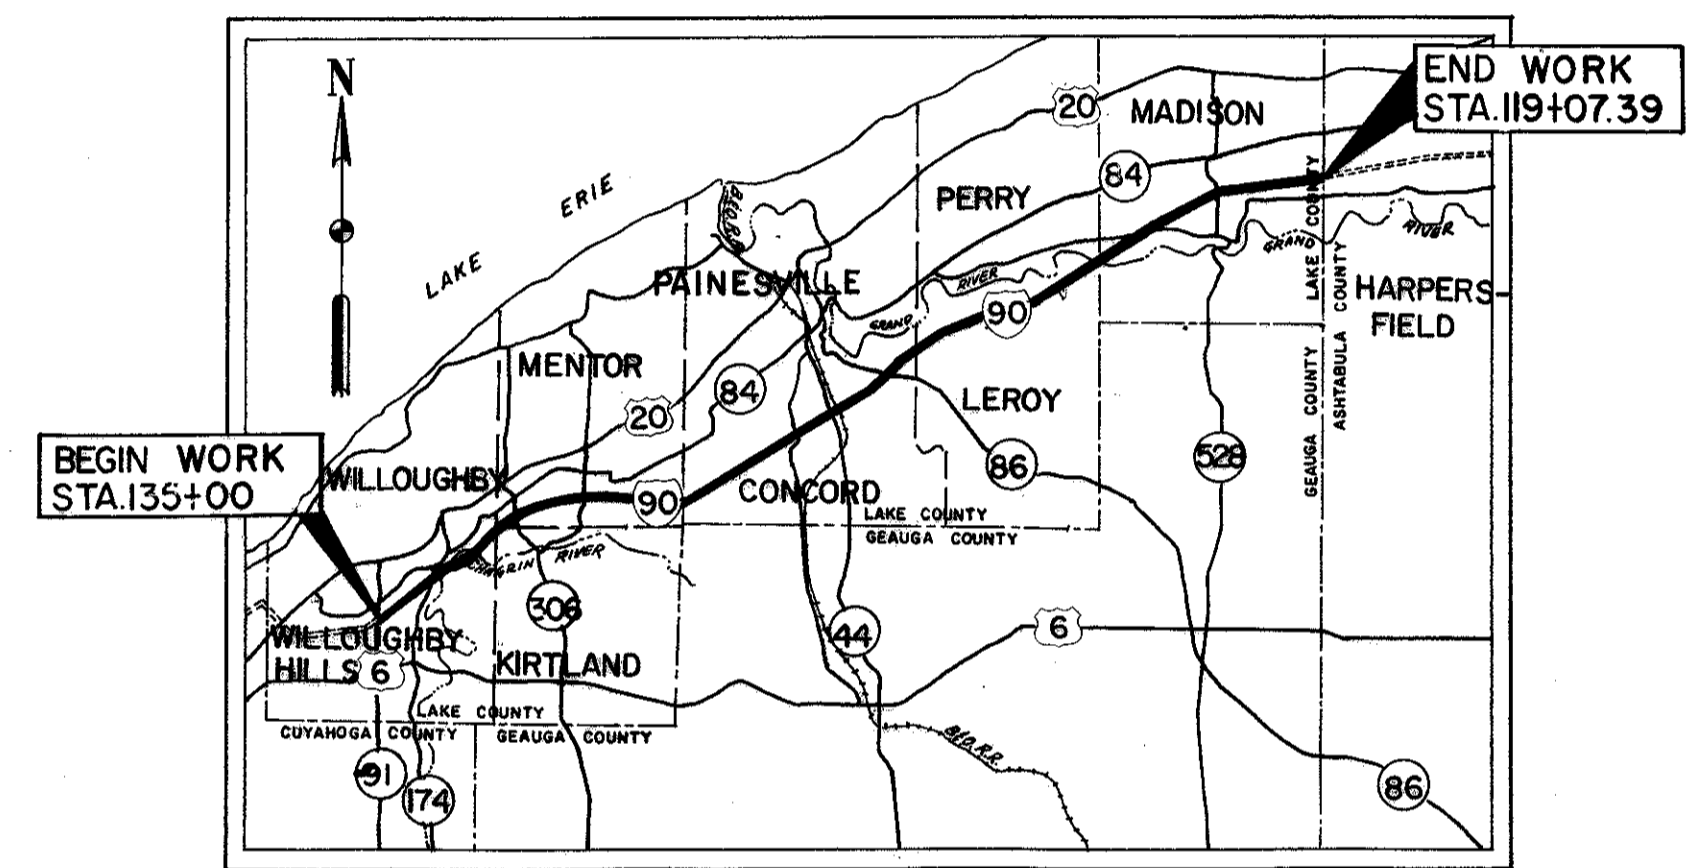 N
END WORK
STA.119+07.39
20
MADISON
84
LAKE ERIE
B.&O.R.R.
PERRY
LAKE COUNTY
ASHTABULA COUNTY
GEAUGA COUNTY
GRAND RIVER
PAINESVILLE
RIVER
GRAND
90
HARPERS-
FIELD
MENTOR
84
20
LEROY
BEGIN WORK
STA.135+00
WILLOUGHBY
90
CONCORD
86
528
LAKE COUNTY
GEAUGA COUNTY
CHAGRIN RIVER
306
44
6
WILLOUGHBY
HILLS
6
KIRTLAND
LAKE COUNTY
CUYAHOGA COUNTY
GEAUGA COUNTY
B.&O.R.R.
91
174
86